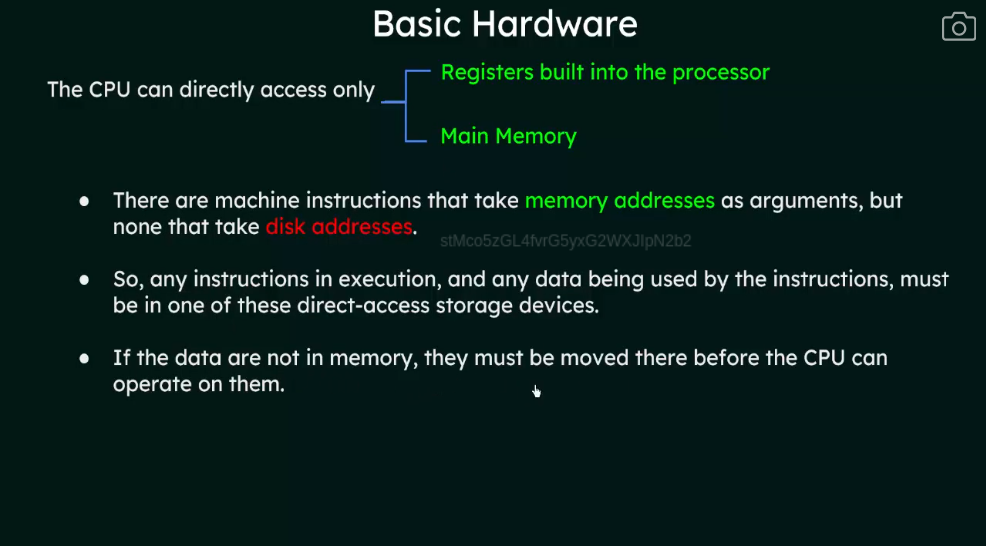 Basic Hardware
The CPU can directly access only
Registers built into the processor
Main Memory
● There are machine instructions that take memory addresses as arguments, but
none that take disk addresses.
stMco5zGL4fvrG5yxG2WXJIpN2b2
● So, any instructions in execution, and any data being used by the instructions, must
be in one of these direct-access storage devices.
● If the data are not in memory, they must be moved there before the CPU can
operate on them.